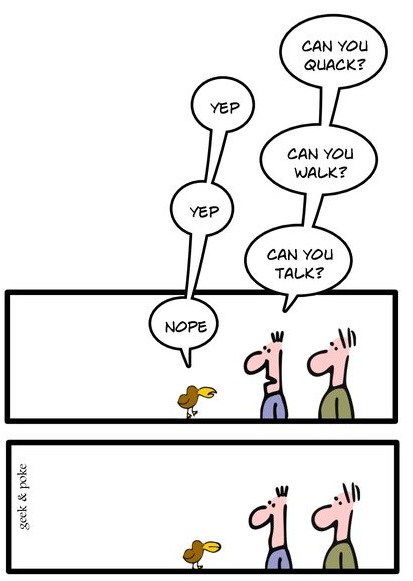 CAN YOU
QUACK?
YEP
CAN YOU
WALK?
YEP
CAN YOU
TALK?
NOPE
geek & poke